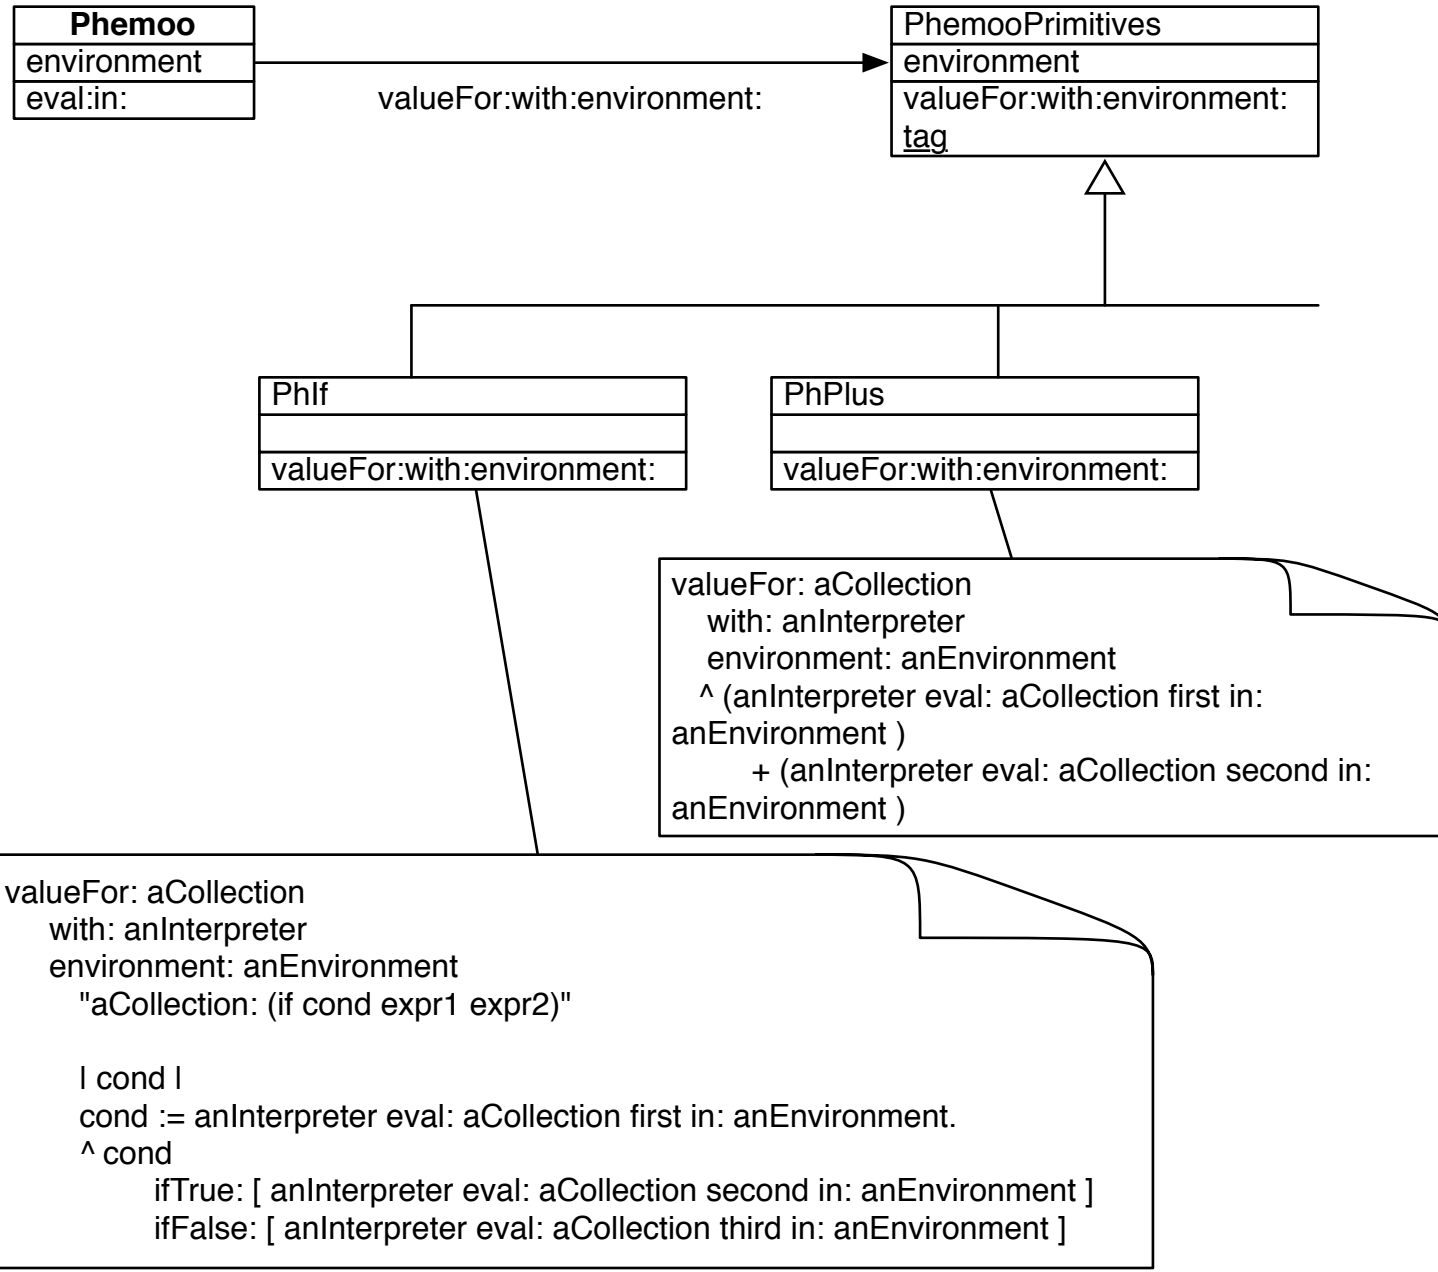 Phemoo
environment
eval:in:
valueFor:with:environment:
PhemooPrimitives
environment
valueFor:with:environment:
tag
PhIf
valueFor:with:environment:
PhPlus
valueFor:with:environment:
valueFor: aCollection
with: anInterpreter
environment: anEnvironment
^ (anInterpreter eval: aCollection first in:
anEnvironment )
+ (anInterpreter eval: aCollection second in:
anEnvironment )
valueFor: aCollection
with: anInterpreter
environment: anEnvironment
"aCollection: (if cond expr1 expr2)"
| cond |
cond := anInterpreter eval: aCollection first in: anEnvironment.
^ cond
ifTrue: [ anInterpreter eval: aCollection second in: anEnvironment ]
ifFalse: [ anInterpreter eval: aCollection third in: anEnvironment ]